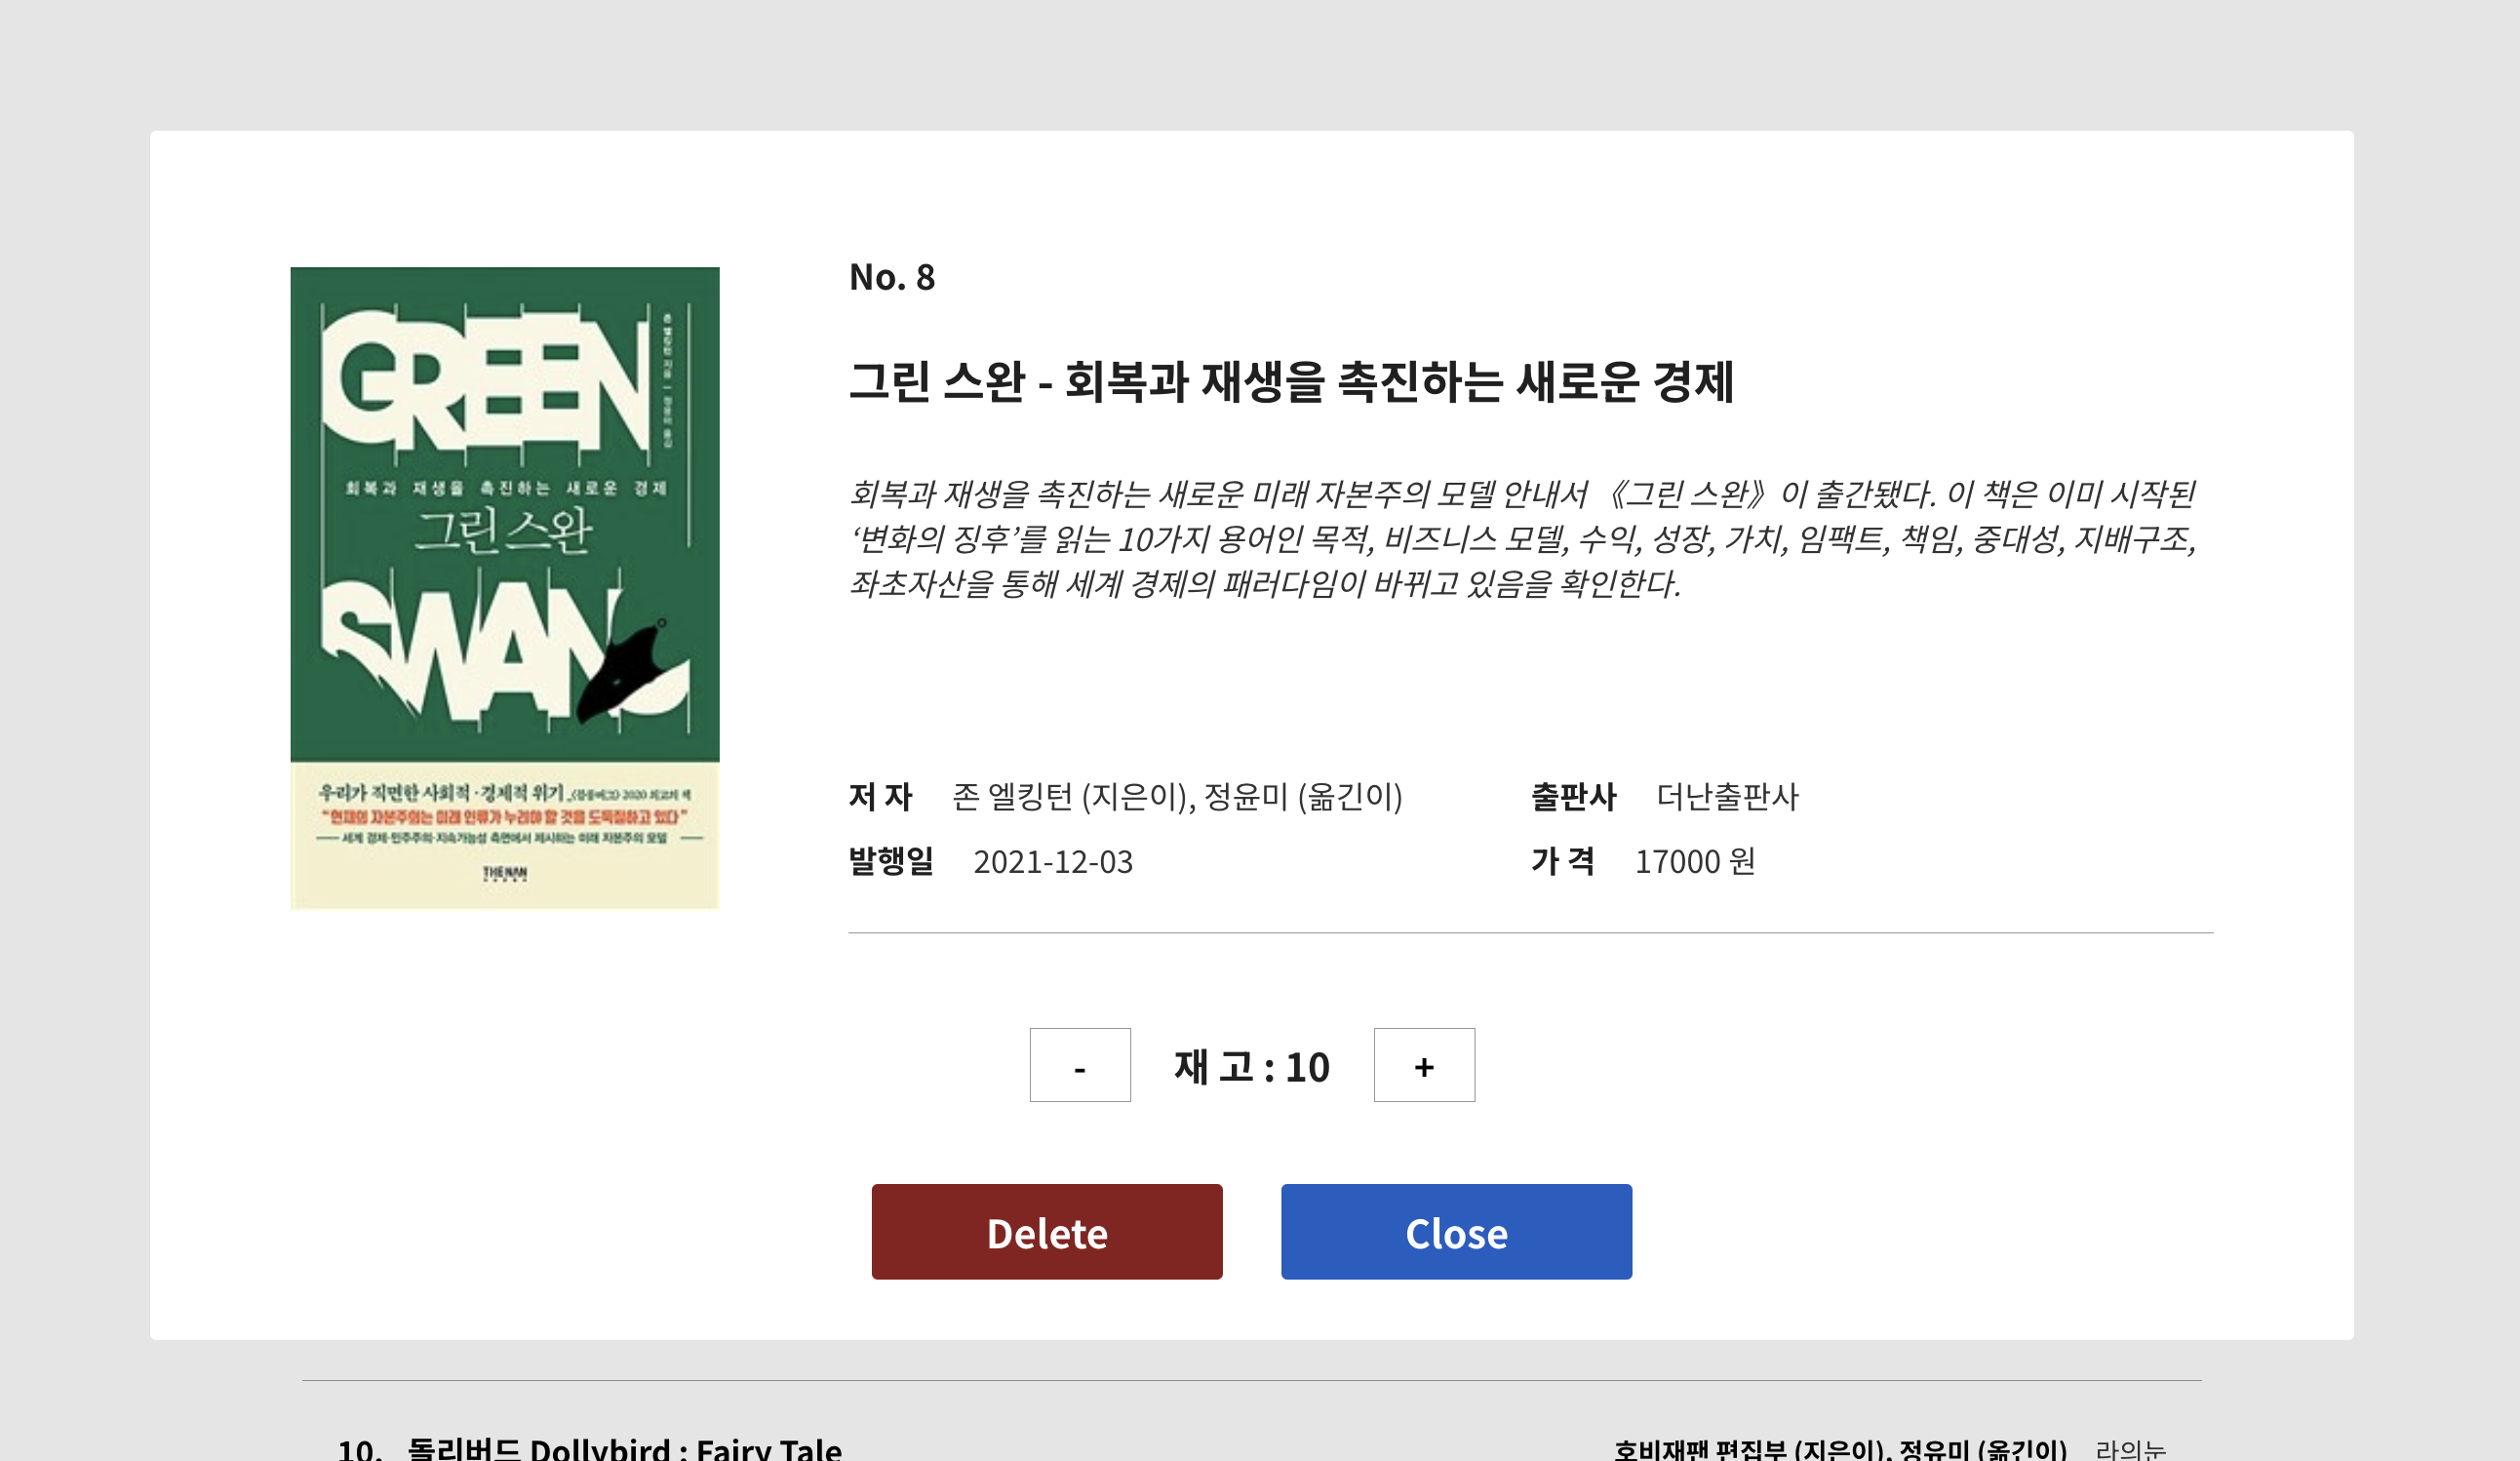 No. 8
그린 스완 - 회복과 재생을 촉진하는 새로운 경제
회복과 재생을 촉진하는 새로운 미래 자본주의 모델 안내서 《그린 스완》이 출간됐다. 이 책은 이미 시작된
‘변화의 징후’를 읽는 10가지 용어인 목적, 비즈니스 모델, 수익, 성장, 가치, 임팩트, 책임, 중대성, 지배구조,
좌초자산을 통해 세계 경제의 패러다임이 바뀌고 있음을 확인한다.
저 자 존 엘킹턴 (지은이), 정윤미 (옮긴이)
출판사 더난출판사
발행일 2021-12-03
가 격 17000 원
GREEN
존 엘킹턴 지음 — 정윤미 옮김
회복과 재생을 촉진하는 새로운 경제
그린 스완
SWAN
우리가 직면한 사회적·경제적 위기
2020 최고의 책
“현재의 자본주의는 미래 인류가 누려야 할 것을 도둑질하고 있다”
세계 경제·민주주의·지속가능성 측면에서 제시하는 미래 자본주의 모델
THE NAN
- 재 고 : 10 +
Delete
Close
10. 돌리버드 Dollybird : Fairy Tale
호비재팬 편집부 (지은이), 정유미 (옮긴이) 라의눈